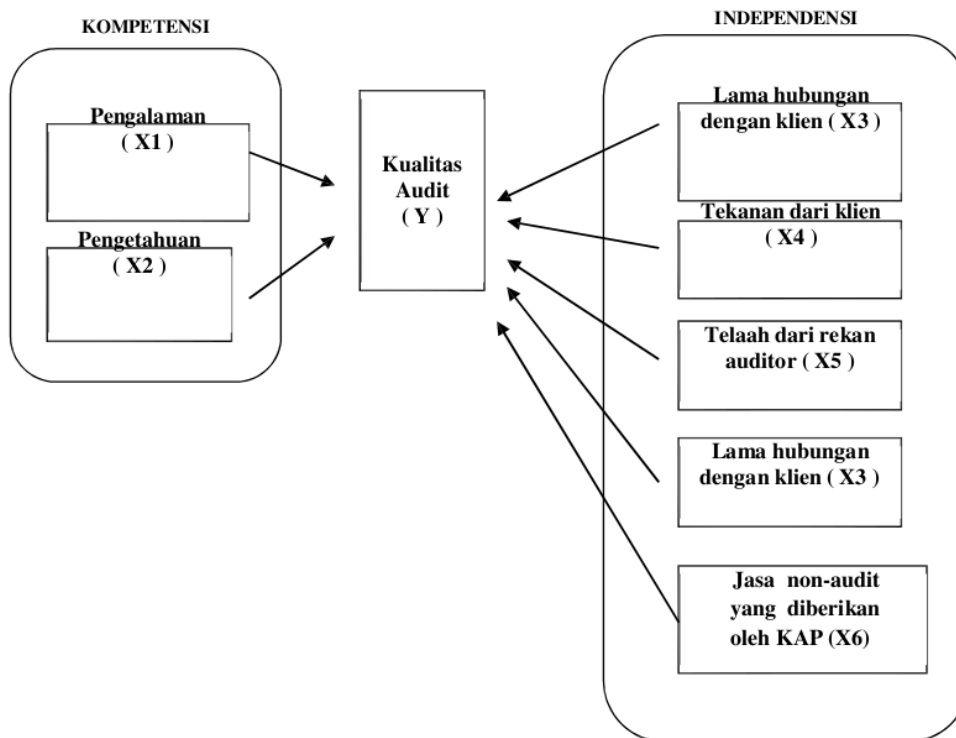 KOMPETENSI
Pengalaman
( X1 )
Pengetahuan
( X2 )
Kualitas
Audit
( Y )
INDEPENDENSI
Lama hubungan
dengan klien ( X3 )
Tekanan dari klien
( X4 )
Telaah dari rekan
auditor ( X5 )
Lama hubungan
dengan klien ( X3 )
Jasa non-audit
yang diberikan
oleh KAP (X6)